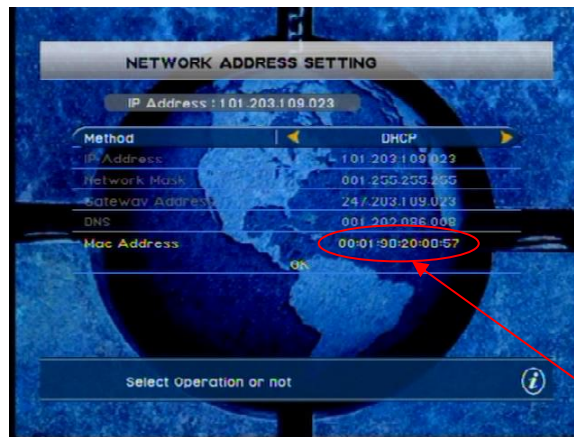 NETWORK ADDRESS SETTING
IP Address : 101.203.109.023
Method DHCP
IP Address 101.203.109.023
Network Mask 001.255.255.255
Gateway Address 247.203.109.023
DNS 001.202.086.008
Mac Address 00:01:90:20:00:57
OK
Select Operation or not
i